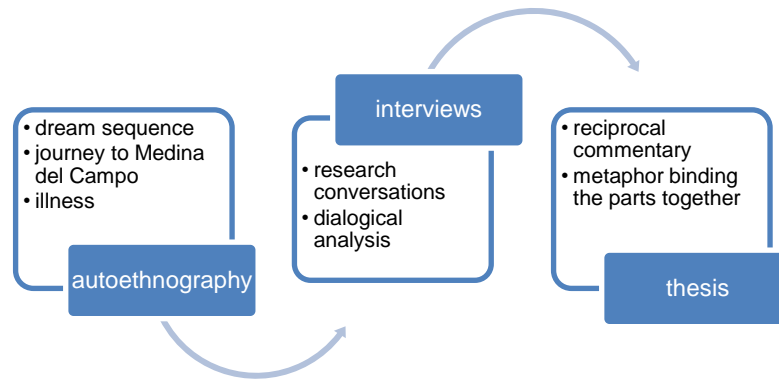 • dream sequence
• journey to Medina
del Campo
• illness
autoethnography
interviews
• research
conversations
• dialogical
analysis
• reciprocal
commentary
• metaphor binding
the parts together
thesis